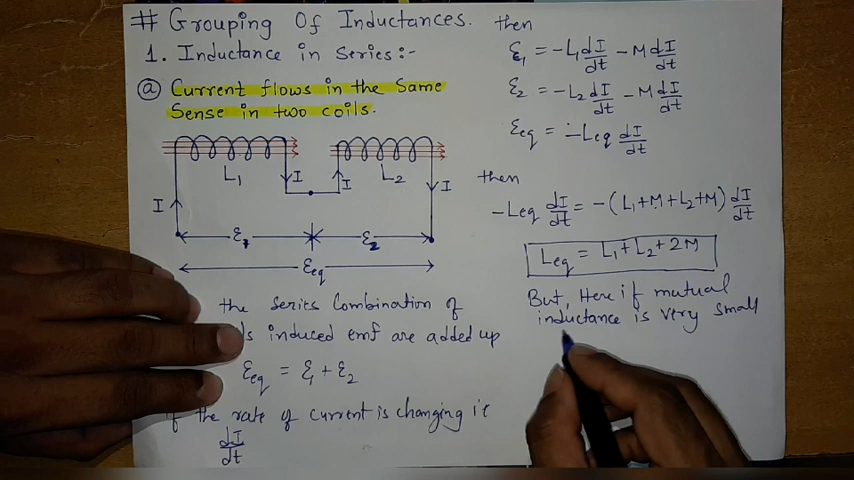 # Grouping Of Inductances.
1. Inductance in Series:-
ⓐ Current flows in the Same
Sense in two coils.
L₁ I I L₂ I
I
ε₁ ε₂
εeq
the series Combination of
induced emf are added up
εeq = ε₁ + ε₂
the rate of current is changing is
dI/dt
then
ε₁ = -L₁ dI/dt - M dI/dt
ε₂ = -L₂ dI/dt - M dI/dt
εeq = -Leq dI/dt
then
-Leq dI/dt = -(L₁+M+L₂+M) dI/dt
Leq = L₁+L₂+2M
But, Here if mutual
inductance is very small